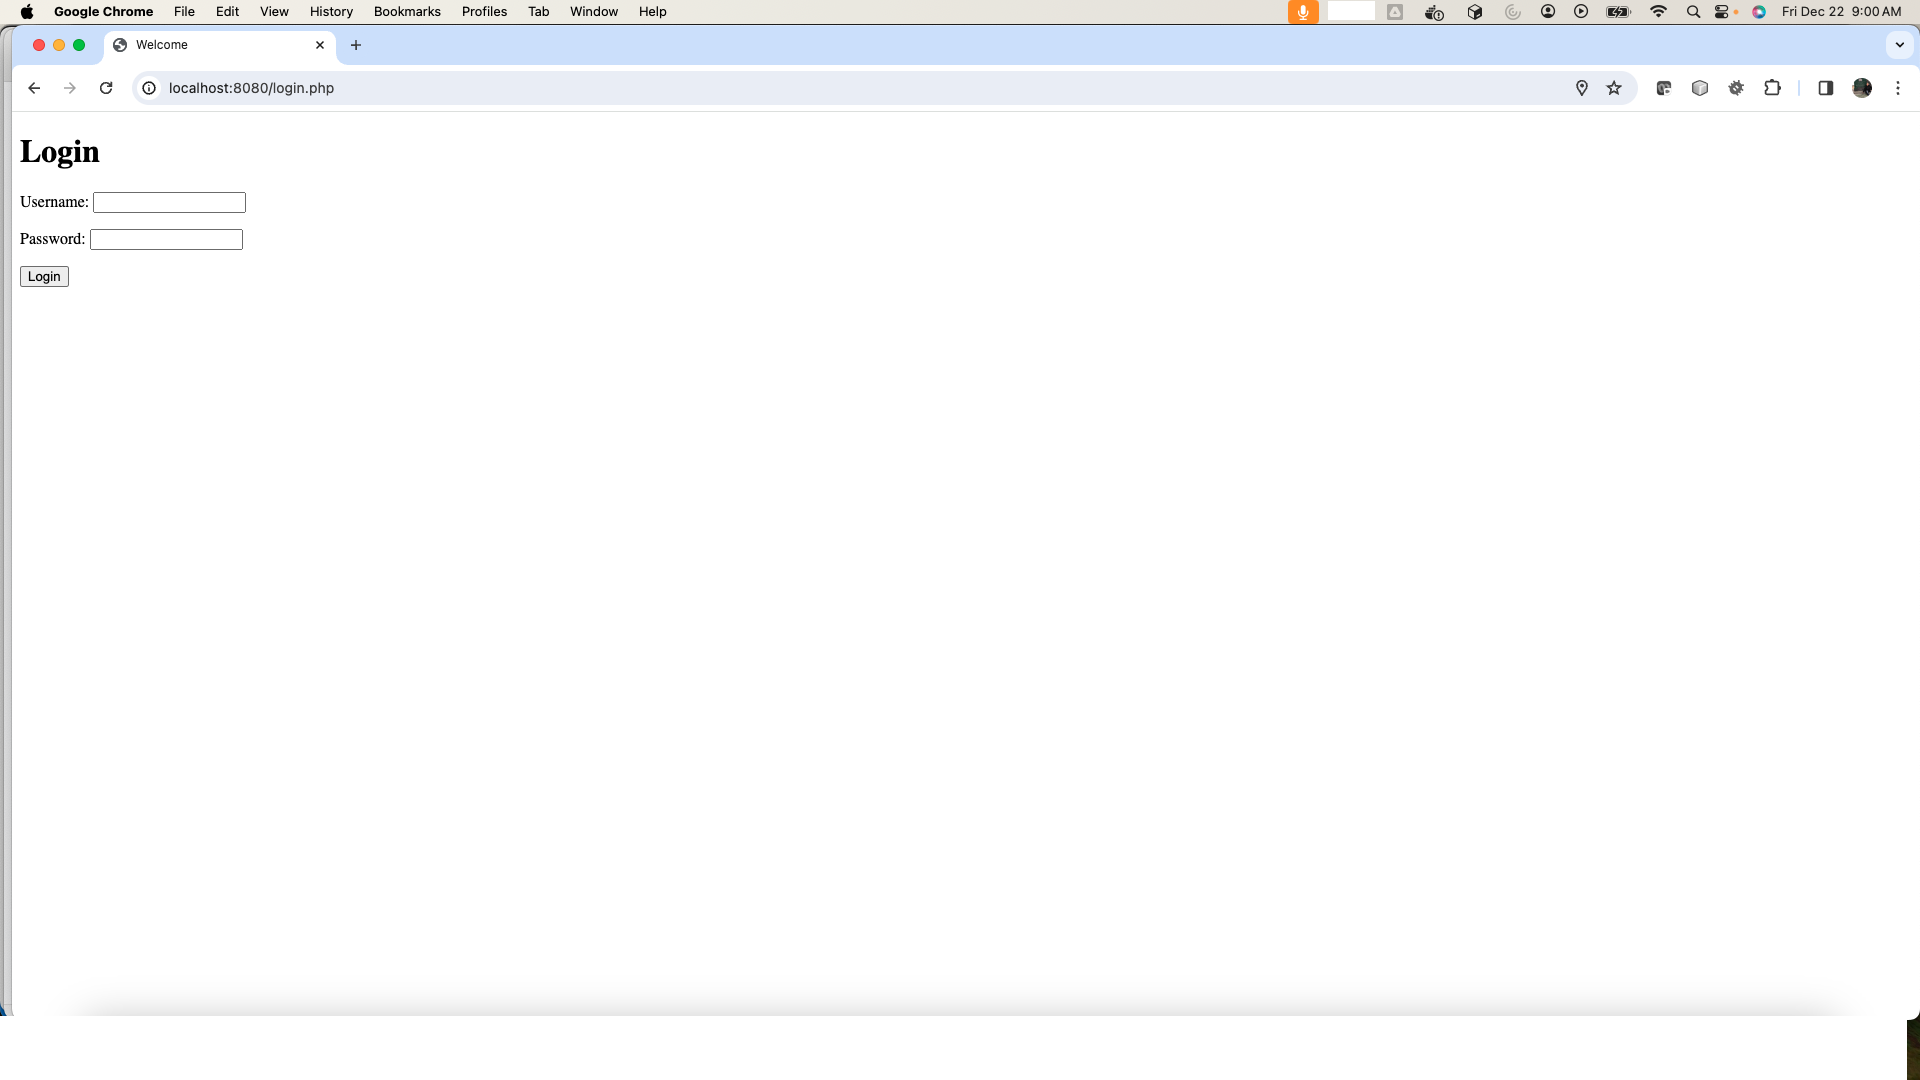 Google Chrome File Edit View History Bookmarks Profiles Tab Window Help Fri Dec 22 9:00 AM
Welcome
localhost:8080/login.php
Login
Username:
Password:
Login